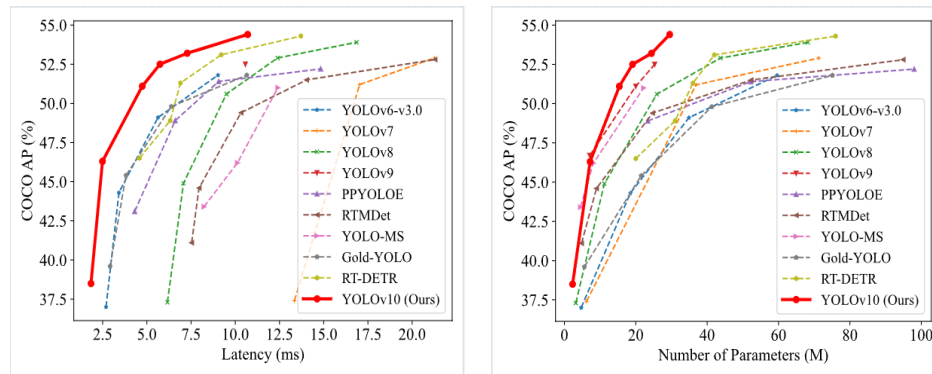 55.0
52.5
50.0
47.5
45.0
42.5
40.0
37.5
COCO AP (%)
2.5 5.0 7.5 10.0 12.5 15.0 17.5 20.0
Latency (ms)
YOLOv6-v3.0
YOLOv7
YOLOv8
YOLOv9
PPYOLOE
RTMDet
YOLO-MS
Gold-YOLO
RT-DETR
YOLOv10 (Ours)
55.0
52.5
50.0
47.5
45.0
42.5
40.0
37.5
COCO AP (%)
0 20 40 60 80 100
Number of Parameters (M)
YOLOv6-v3.0
YOLOv7
YOLOv8
YOLOv9
PPYOLOE
RTMDet
YOLO-MS
Gold-YOLO
RT-DETR
YOLOv10 (Ours)